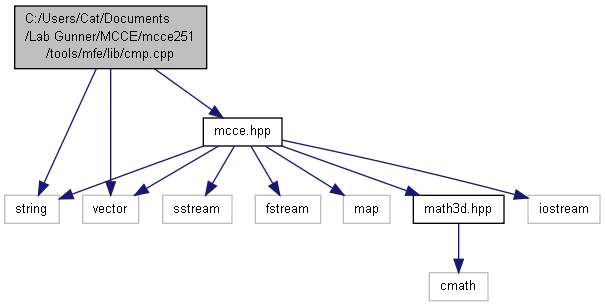 C:/Users/Cat/Documents
/Lab Gunner/MCCE/mcce251
/tools/mfe/lib/cmp.cpp
mcce.hpp
string
vector
sstream
fstream
map
math3d.hpp
iostream
cmath